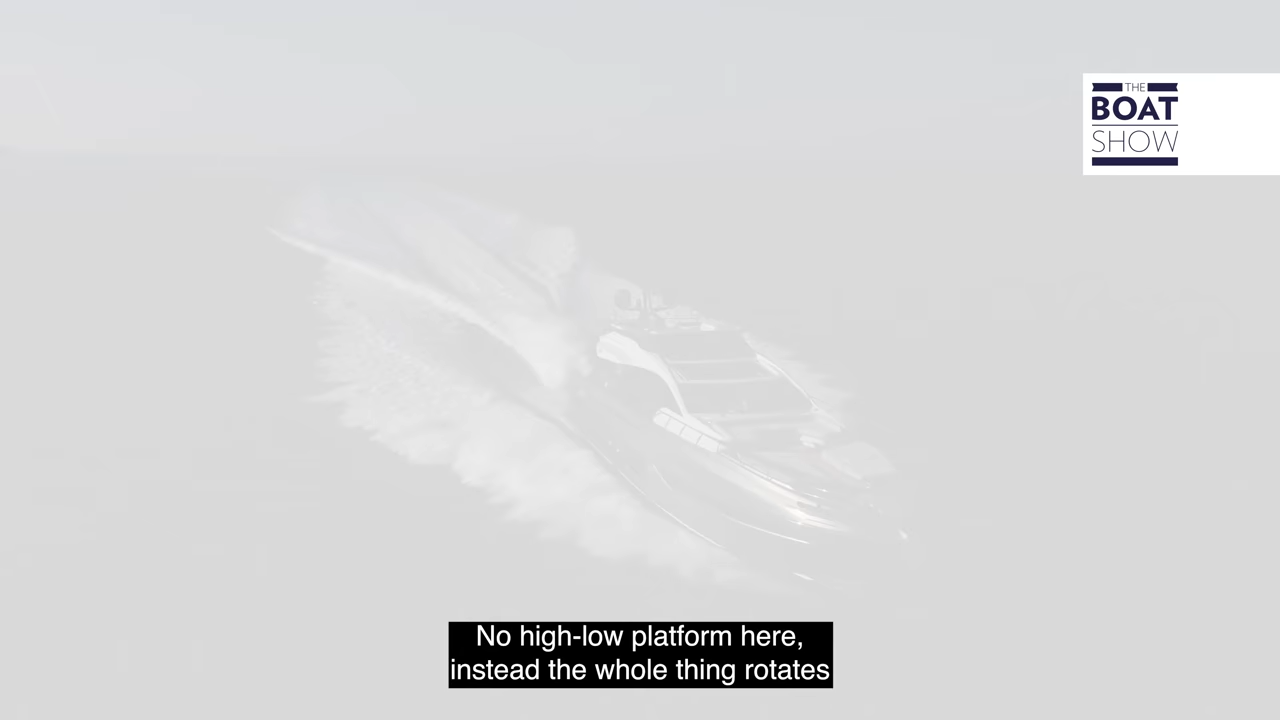 THE
BOAT
SHOW
No high-low platform here,
instead the whole thing rotates